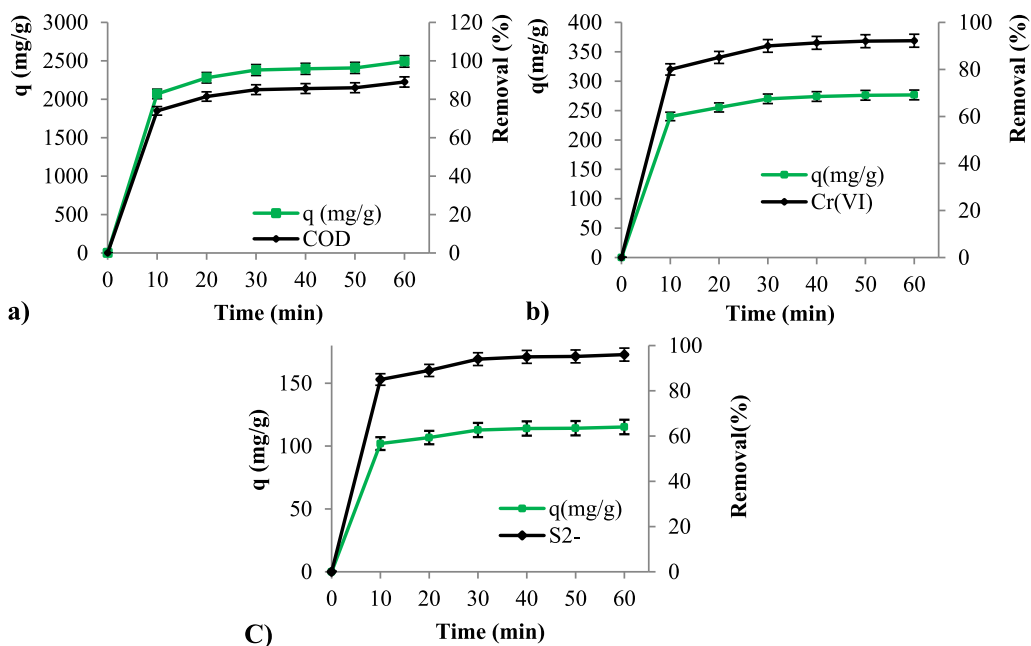 q (mg/g)
3000
2500
2000
1500
1000
500
0
120
100
80
60
40
20
0
Removal (%)
q (mg/g)
COD
0 10 20 30 40 50 60
Time (min)
a)
q(mg/g)
400
350
300
250
200
150
100
50
0
100
80
60
40
20
0
Removal (%)
q(mg/g)
Cr(VI)
0 10 20 30 40 50 60
Time (min)
b)
q (mg/g)
150
100
50
0
100
80
60
40
20
0
Removal(%)
q(mg/g)
S2-
0 10 20 30 40 50 60
Time (min)
C)